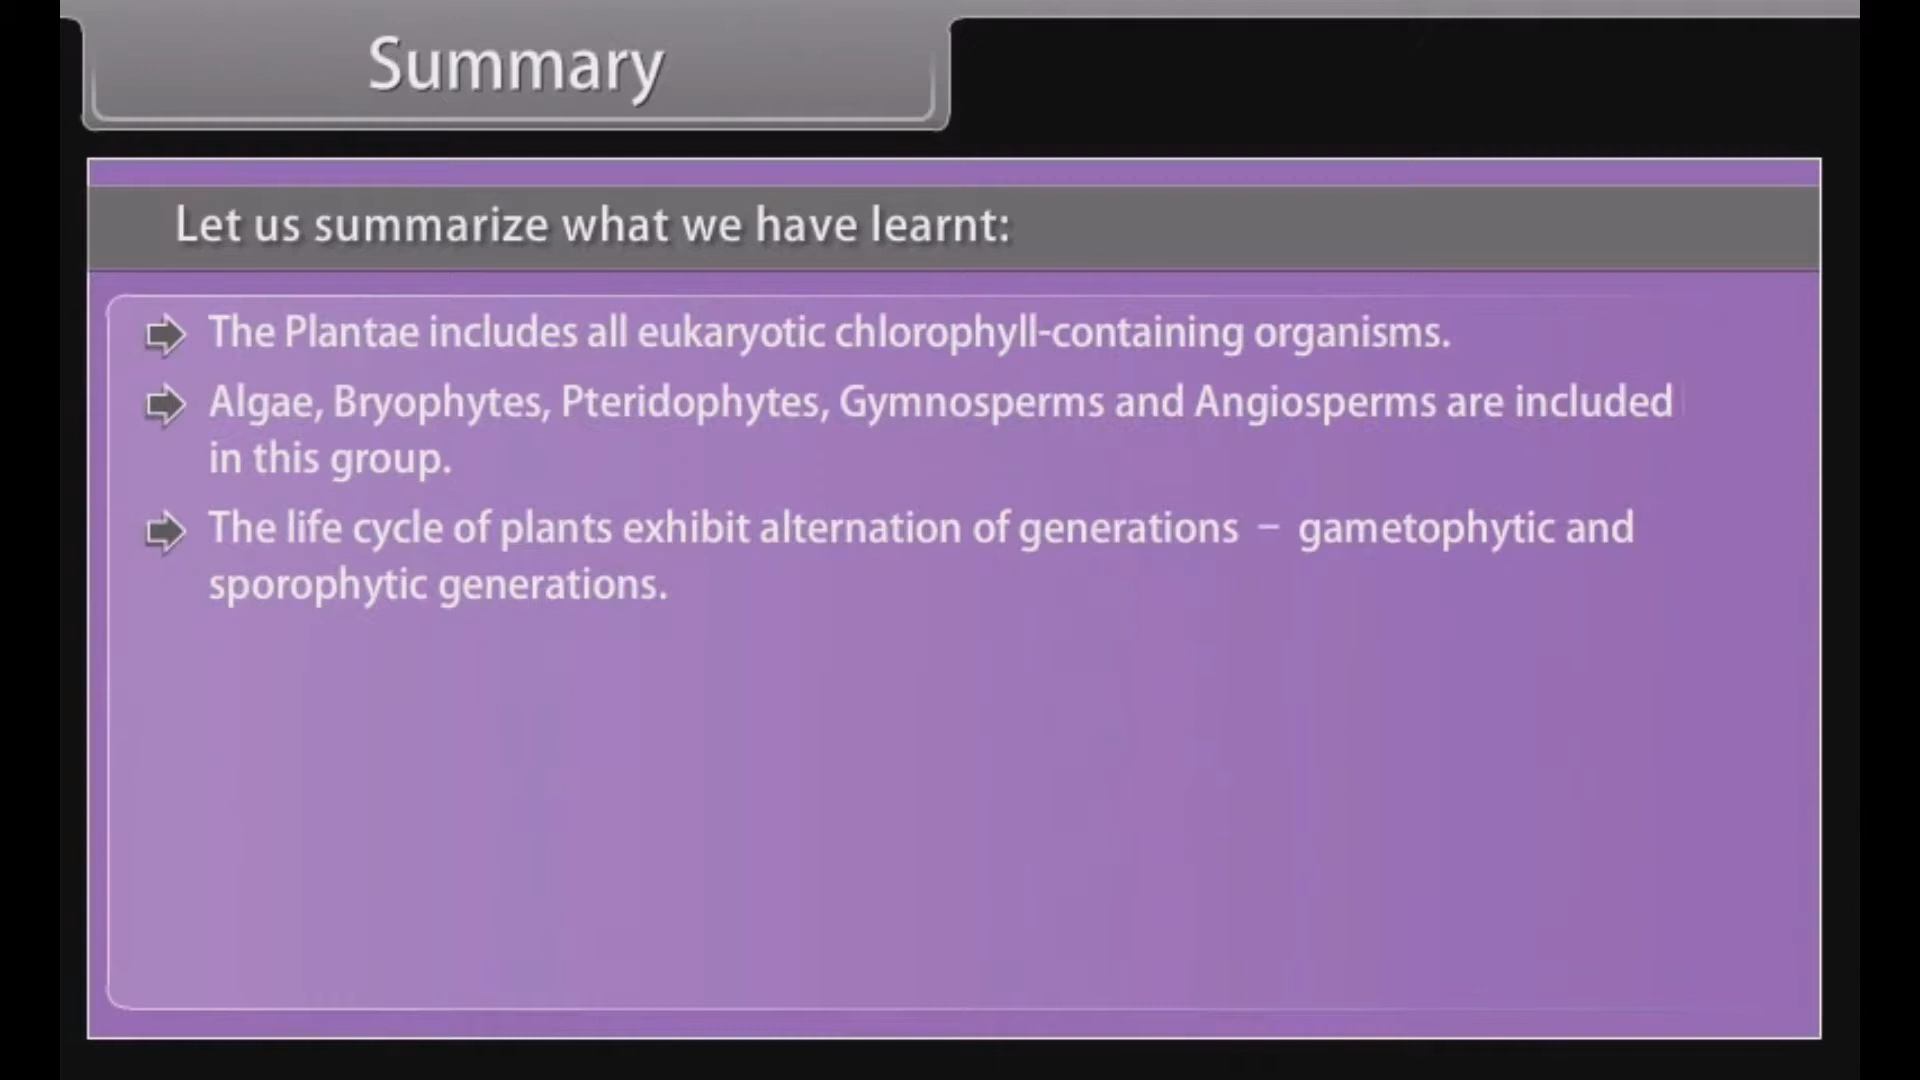 Summary
Let us summarize what we have learnt:
The Plantae includes all eukaryotic chlorophyll-containing organisms.
Algae, Bryophytes, Pteridophytes, Gymnosperms and Angiosperms are included
in this group.
The life cycle of plants exhibit alternation of generations – gametophytic and
sporophytic generations.